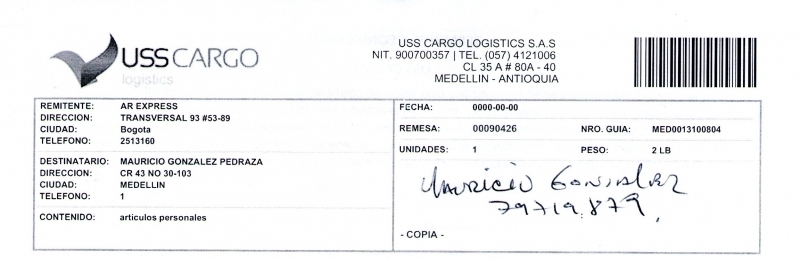 USS CARGO
logistics
USS CARGO LOGISTICS S.A.S
NIT. 900700357 | TEL. (057) 4121006
CL 35 A # 80A - 40
MEDELLIN - ANTIOQUIA
REMITENTE: AR EXPRESS
DIRECCION: TRANSVERSAL 93 #53-89
CIUDAD: Bogota
TELEFONO: 2513160
DESTINATARIO: MAURICIO GONZALEZ PEDRAZA
DIRECCION: CR 43 NO 30-103
CIUDAD: MEDELLIN
TELEFONO: 1
CONTENIDO: articulos personales
FECHA: 0000-00-00
REMESA: 00090426 NRO. GUIA: MED0013100804
UNIDADES: 1 PESO: 2 LB
Mauricio Gonzalez
79719.879.
- COPIA -